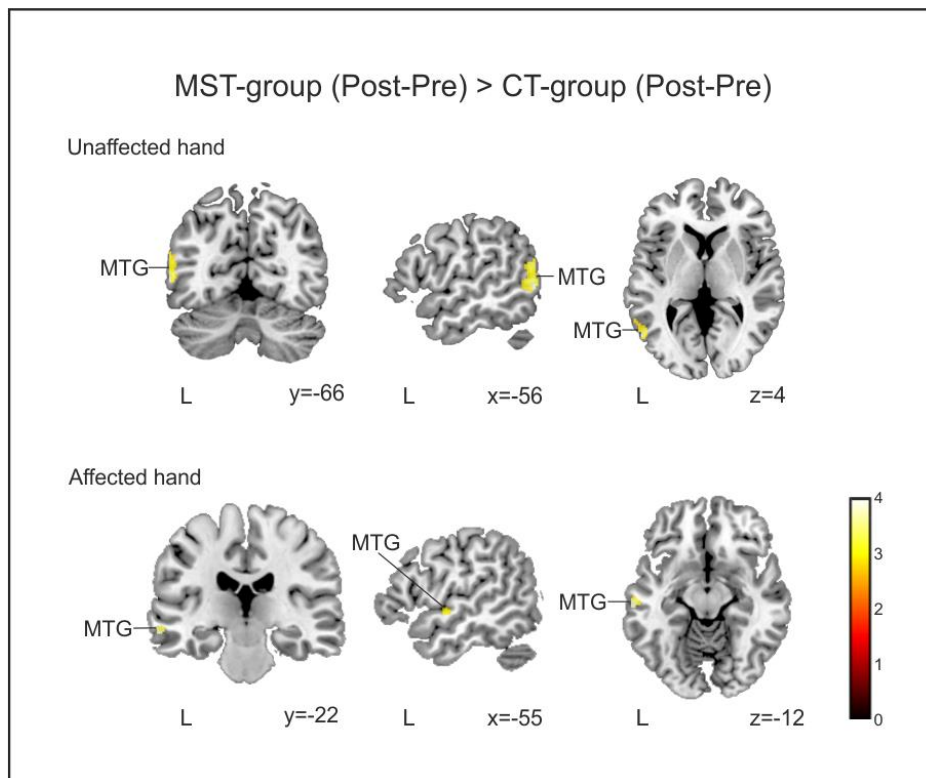 MST-group (Post-Pre) > CT-group (Post-Pre)
Unaffected hand
MTG
MTG
MTG
L y=-66 L x=-56 L z=4
Affected hand
MTG
MTG
MTG
L y=-22 L x=-55 L z=-12
4
3
2
1
0